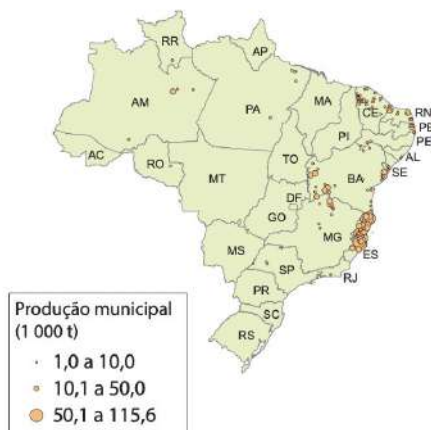 RR
AP
AM
PA
MA
CE
RN
PB
PE
PI
AL
SE
AC
RO
TO
BA
MT
DF
GO
MG
ES
MS
SP
RJ
PR
SC
RS
Produção municipal
(1 000 t)
1,0 a 10,0
10,1 a 50,0
50,1 a 115,6